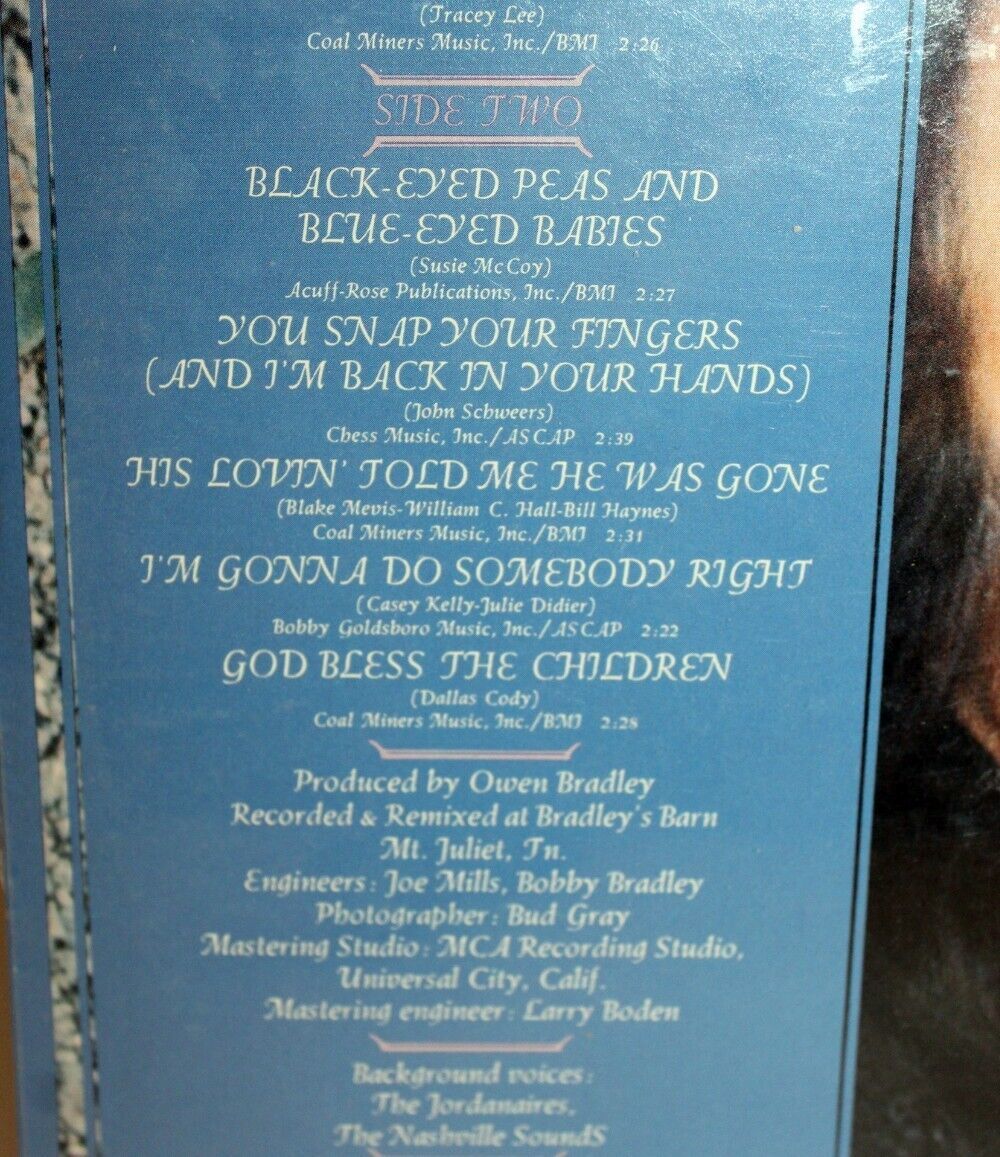 (Tracey Lee)
Coal Miners Music, Inc./BMI 2:26
SIDE TWO
BLACK-EYED PEAS AND
BLUE-EYED BABIES
(Susie McCoy)
Acuff-Rose Publications, Inc./BMI 2:27
YOU SNAP YOUR FINGERS
(AND I'M BACK IN YOUR HANDS)
(John Schweers)
Chess Music, Inc./ASCAP 2:39
HIS LOVIN' TOLD ME HE WAS GONE
(Blake Mevis-William C. Hall-Bill Haynes)
Coal Miners Music, Inc./BMI 2:31
I'M GONNA DO SOMEBODY RIGHT
(Casey Kelly-Julie Didier)
Bobby Goldsboro Music, Inc./ASCAP 2:22
GOD BLESS THE CHILDREN
(Dallas Cody)
Coal Miners Music, Inc./BMI 2:28
Produced by Owen Bradley
Recorded & Remixed at Bradley's Barn
Mt. Juliet, Tn.
Engineers: Joe Mills, Bobby Bradley
Photographer: Bud Gray
Mastering Studio: MCA Recording Studio,
Universal City, Calif.
Mastering engineer: Larry Boden
Background voices:
The Jordanaires,
The Nashville SoundS